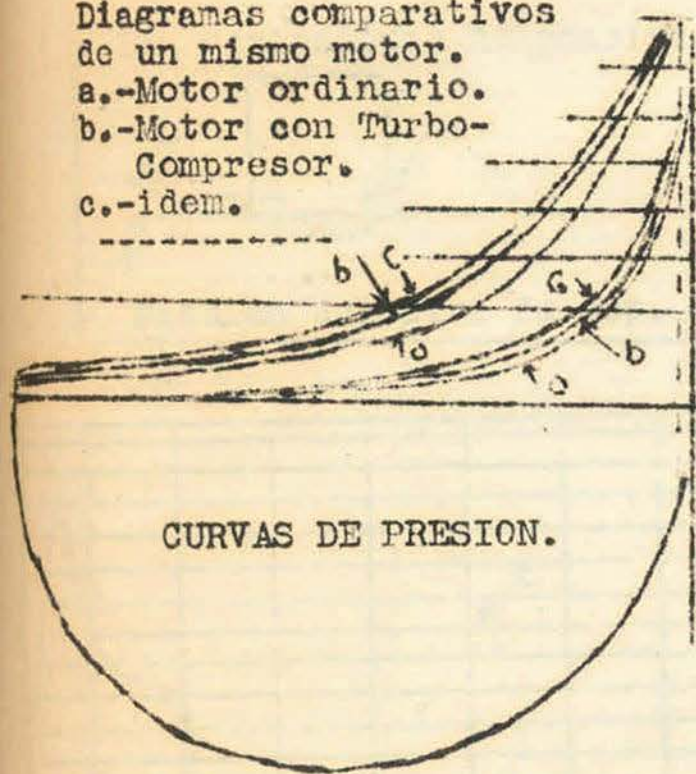 Diagramas comparativos
de un mismo motor.
a.-Motor ordinario.
b.-Motor con Turbo-
Compresor.
c.-idem.
b c
a
b
a
CURVAS DE PRESION.